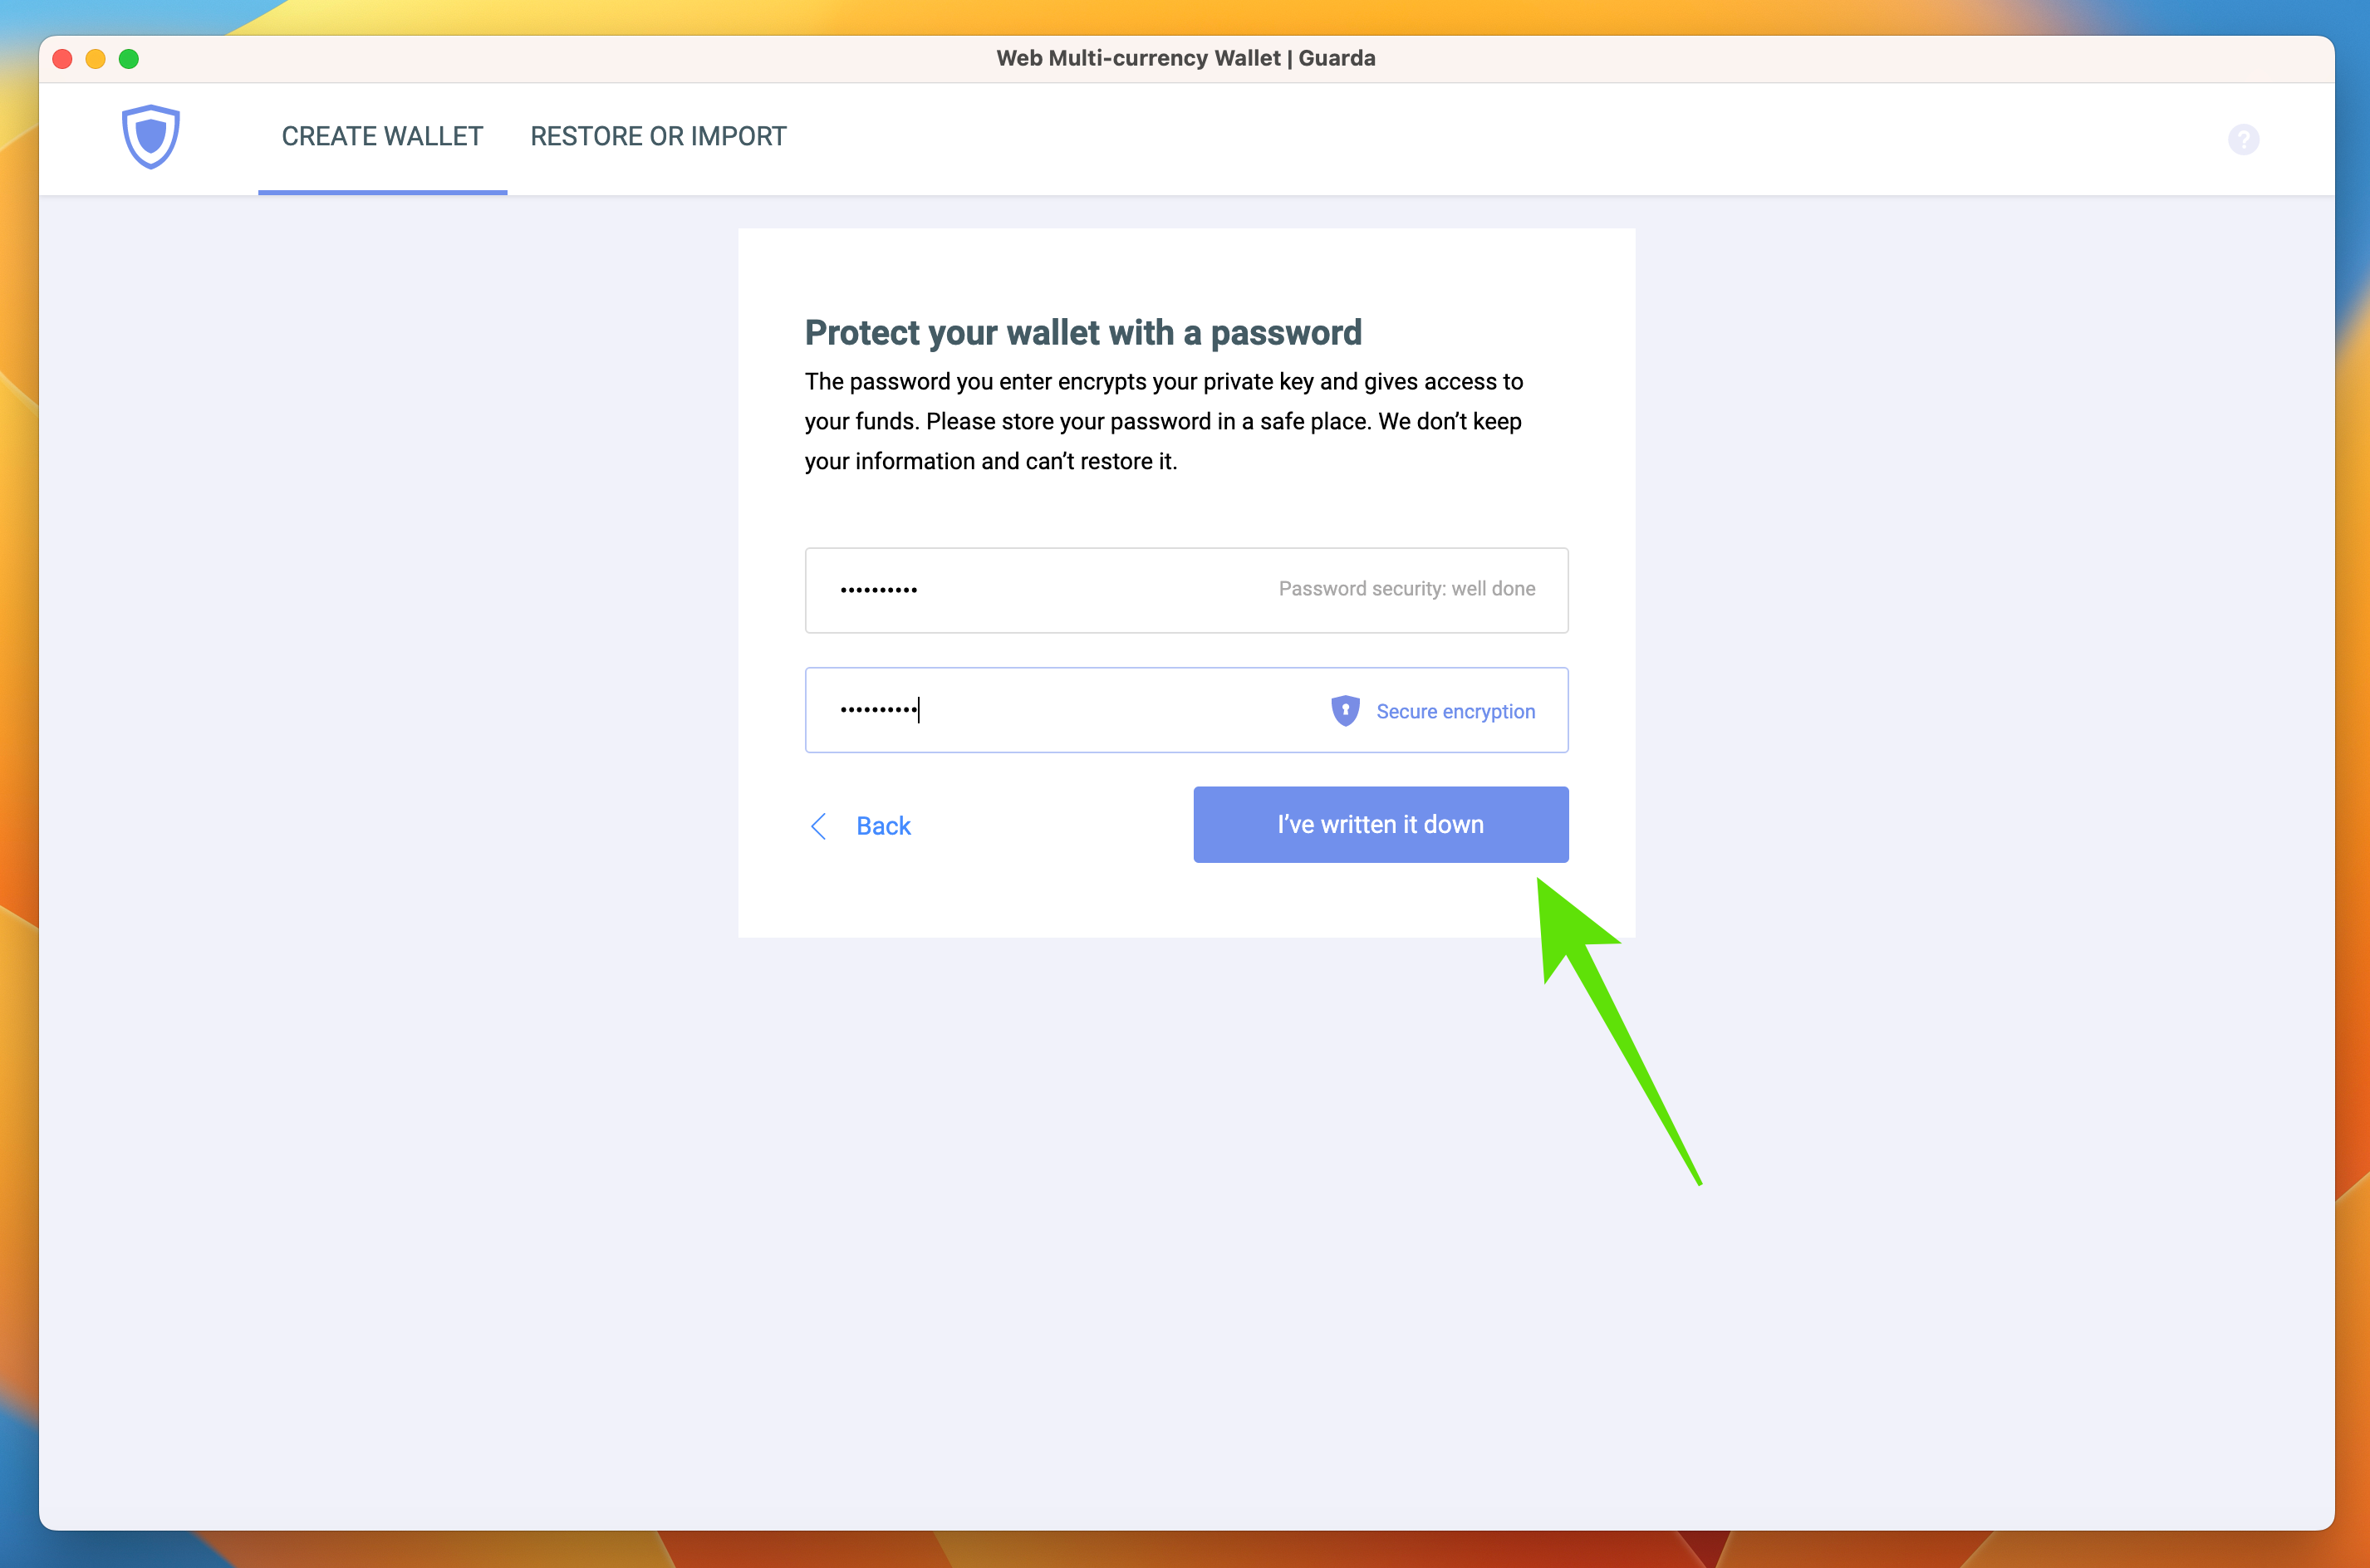 Web Multi-currency Wallet | Guarda
CREATE WALLET
RESTORE OR IMPORT
?
Protect your wallet with a password
The password you enter encrypts your private key and gives access to
your funds. Please store your password in a safe place. We don’t keep
your information and can’t restore it.
••••••••••
Password security: well done
••••••••••
Secure encryption
Back
I’ve written it down